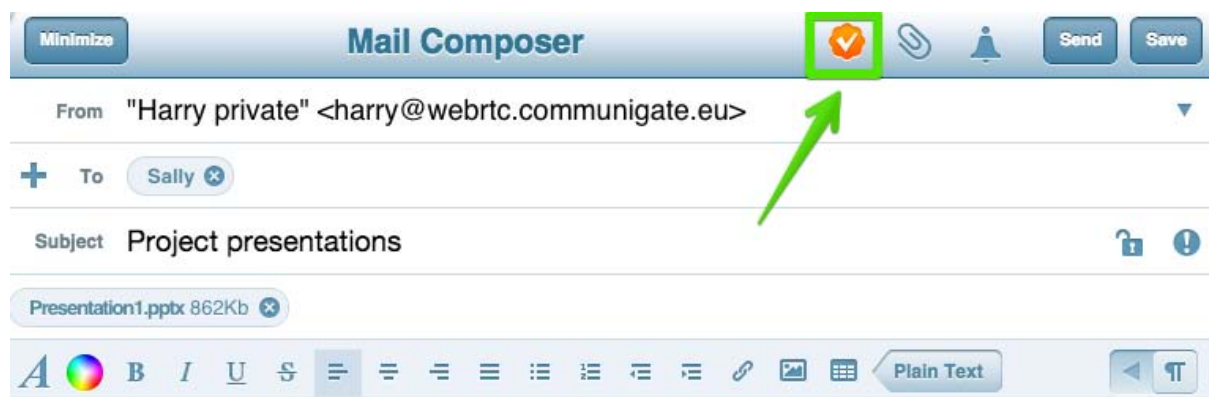 Minimize Mail Composer Send Save
From "Harry private" <harry@webrtc.communigate.eu>
To Sally
Subject Project presentations
Presentation1.pptx 862Kb
A B I U S Plain Text ¶